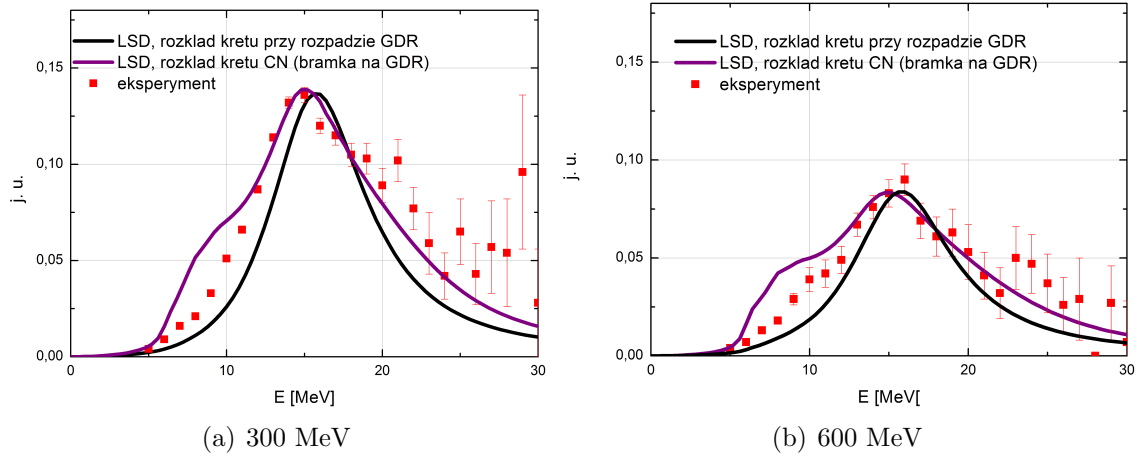 LSD, rozklad kretu przy rozpadzie GDR
LSD, rozklad kretu CN (bramka na GDR)
eksperyment
0,15
0,10
0,05
0,00
j. u.
0
10
20
30
E [MeV]
(a) 300 MeV
LSD, rozklad kretu przy rozpadzie GDR
LSD, rozklad kretu CN (bramka na GDR)
eksperyment
0,15
0,10
0,05
0,00
j. u.
0
10
20
30
E [MeV[
(b) 600 MeV